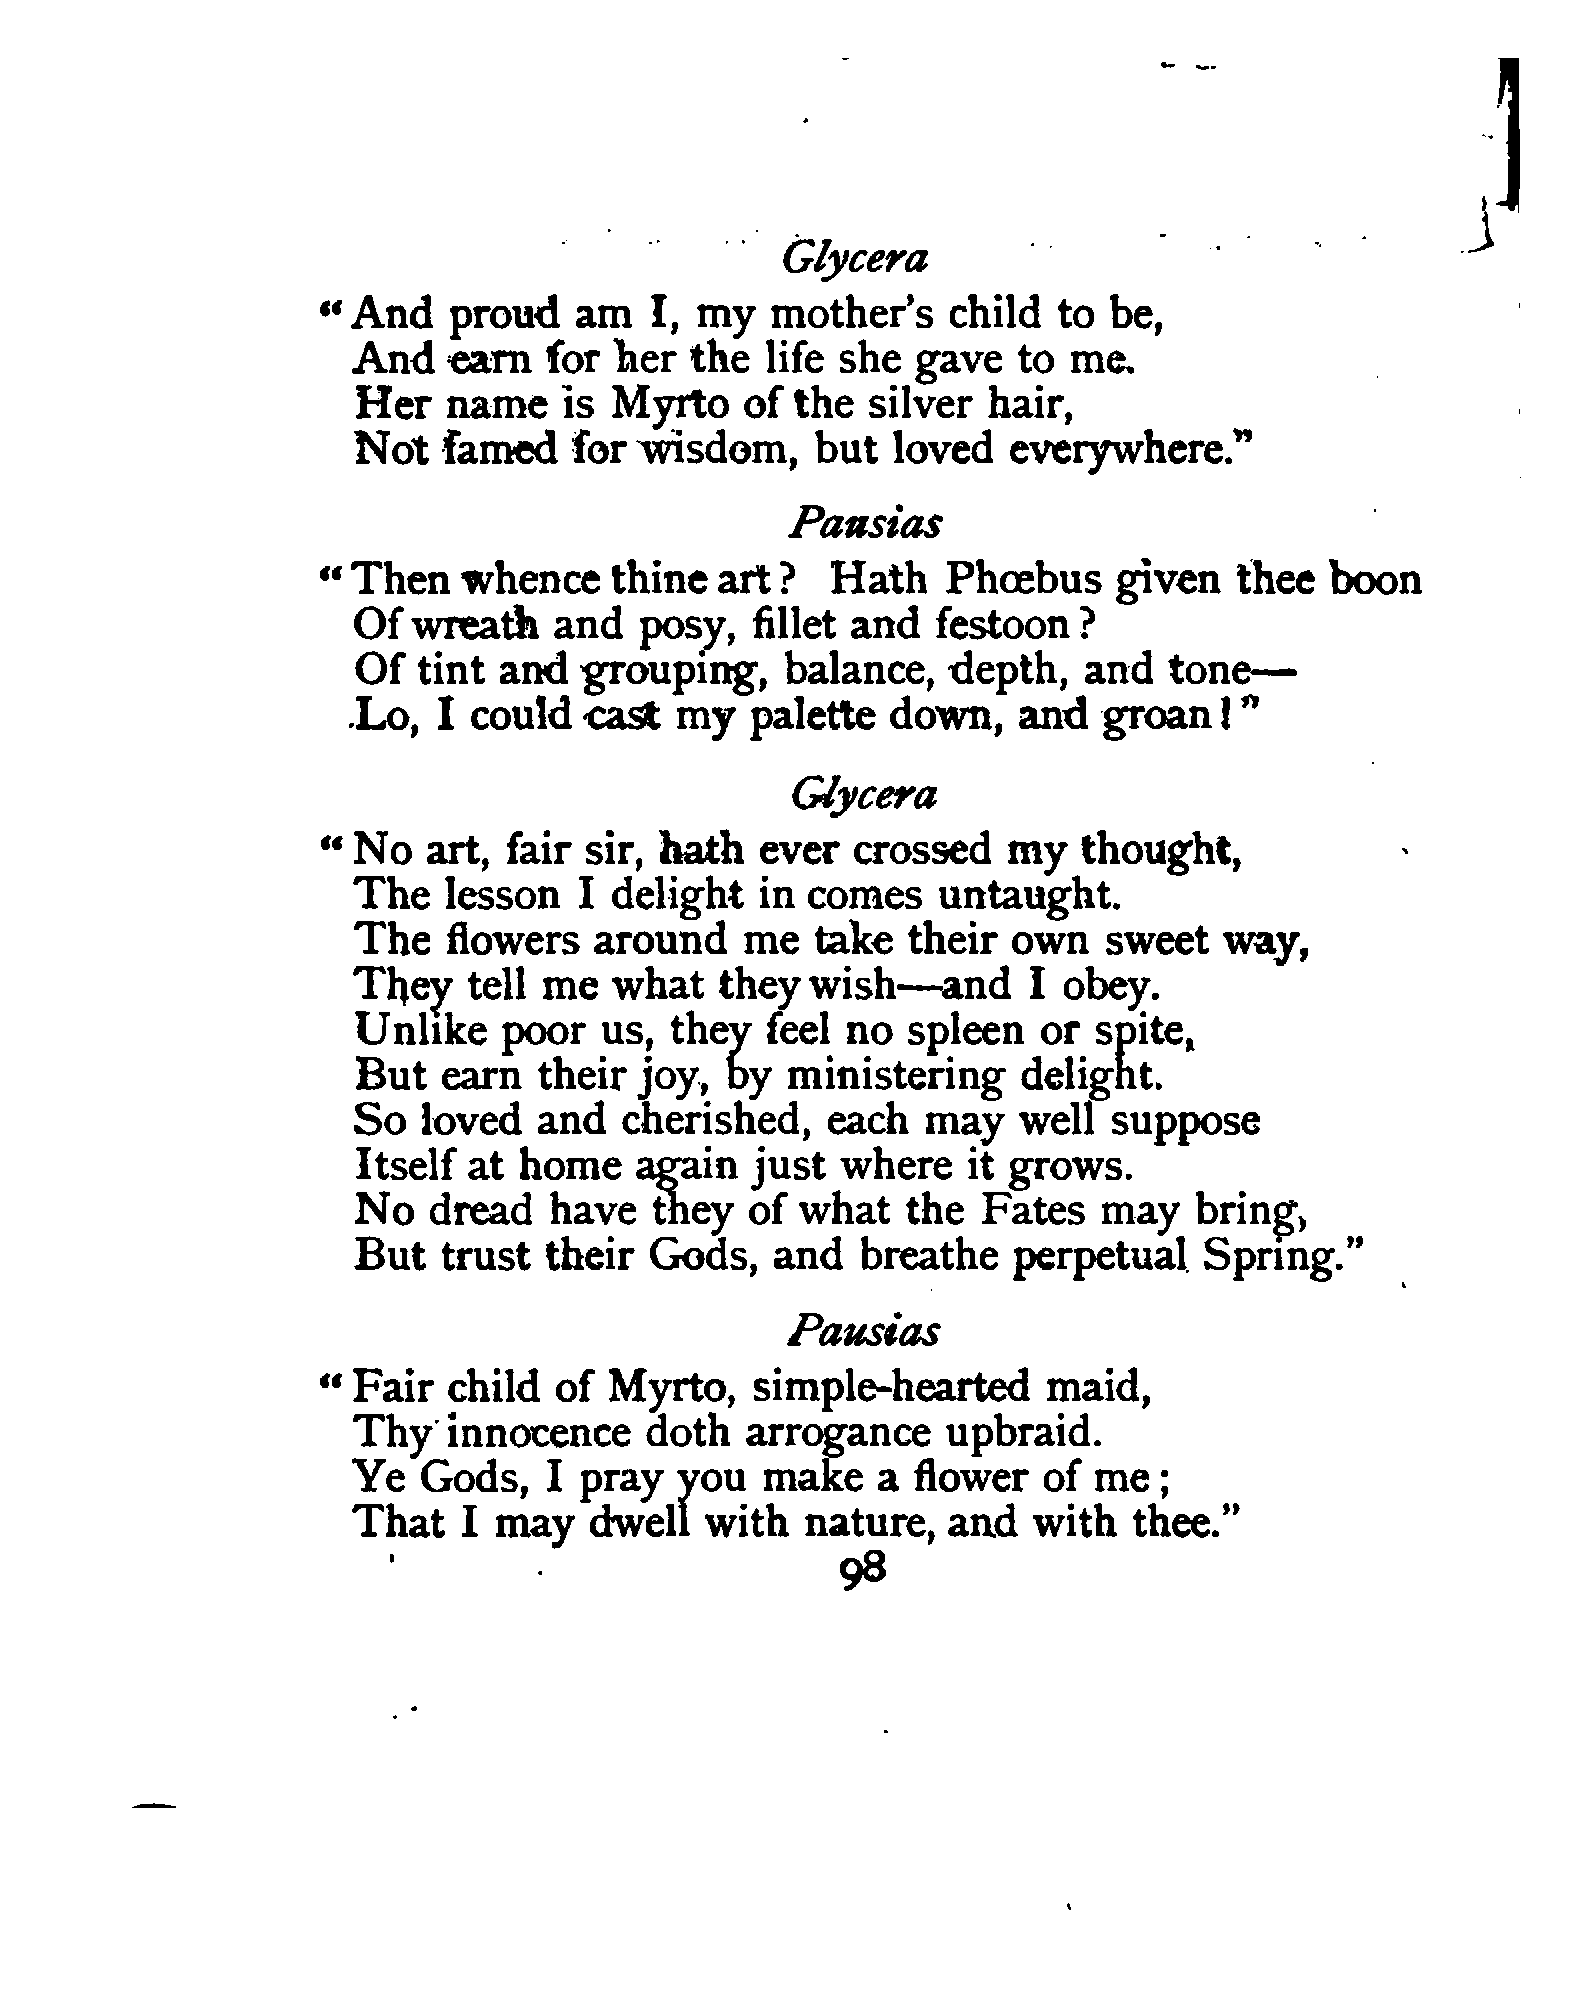 Glycera
“And proud am I, my mother’s child to be,
And earn for her the life she gave to me.
Her name is Myrto of the silver hair,
Not famed for wisdom, but loved everywhere.”
Pausias
“Then whence thine art? Hath Phœbus given thee boon
Of wreath and posy, fillet and festoon?
Of tint and grouping, balance, depth, and tone—
Lo, I could cast my palette down, and groan!”
Glycera
“No art, fair sir, hath ever crossed my thought,
The lesson I delight in comes untaught.
The flowers around me take their own sweet way,
They tell me what they wish—and I obey.
Unlike poor us, they feel no spleen or spite,
But earn their joy, by ministering delight.
So loved and cherished, each may well suppose
Itself at home again just where it grows.
No dread have they of what the Fates may bring,
But trust their Gods, and breathe perpetual Spring.”
Pausias
“Fair child of Myrto, simple-hearted maid,
Thy innocence doth arrogance upbraid.
Ye Gods, I pray you make a flower of me;
That I may dwell with nature, and with thee.”
98